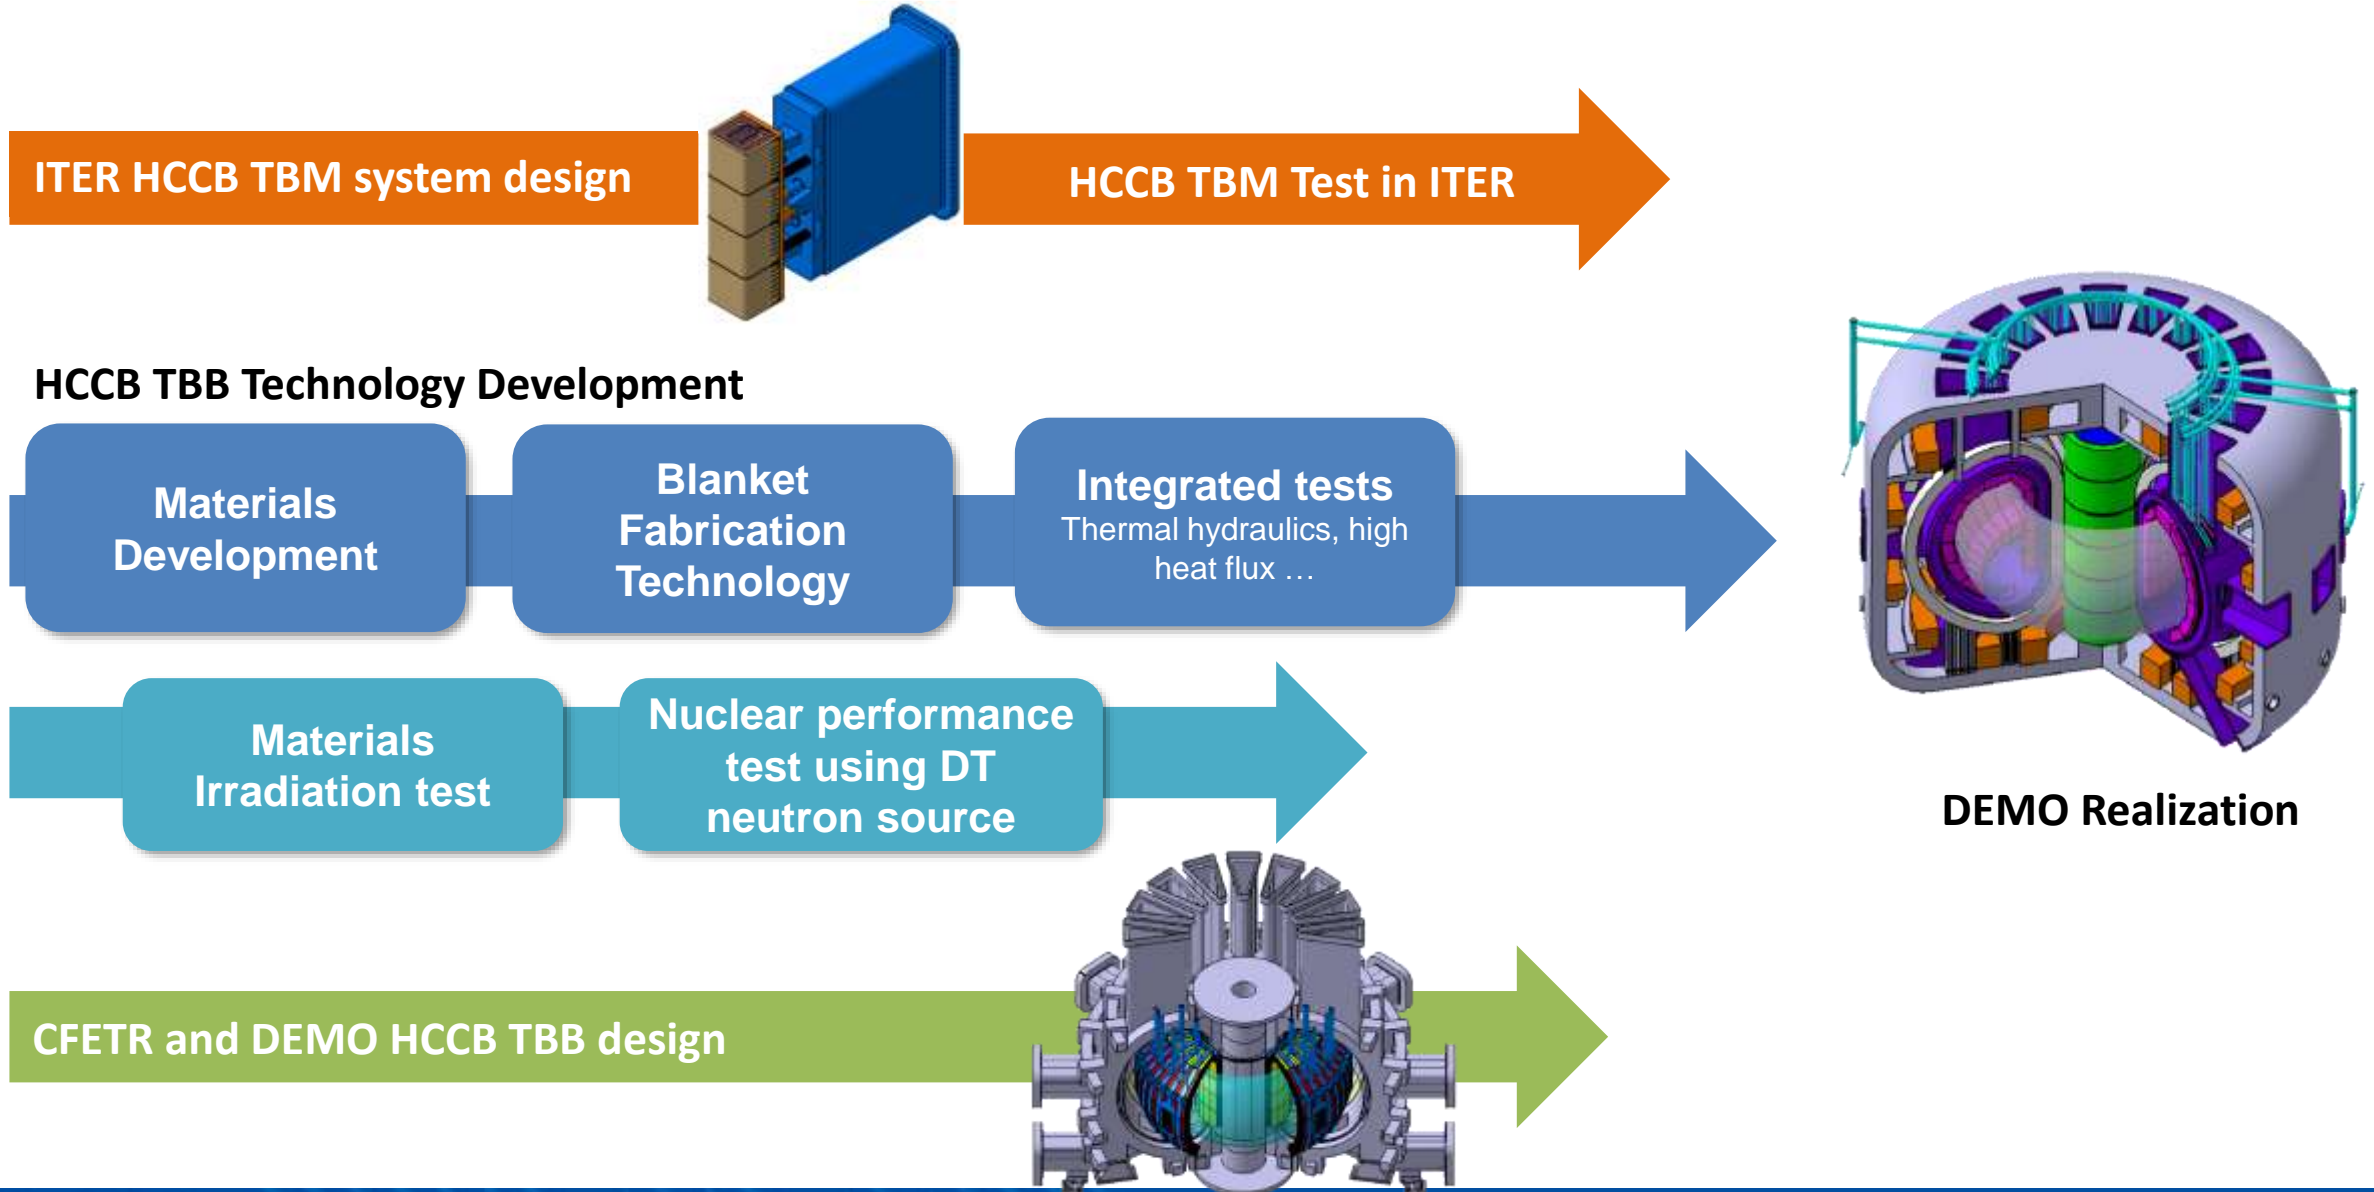 ITER HCCB TBM system design
HCCB TBM Test in ITER
HCCB TBB Technology Development
Materials
Development
Blanket
Fabrication
Technology
Integrated tests
Thermal hydraulics, high
heat flux …
Materials
Irradiation test
Nuclear performance
test using DT
neutron source
DEMO Realization
CFETR and DEMO HCCB TBB design